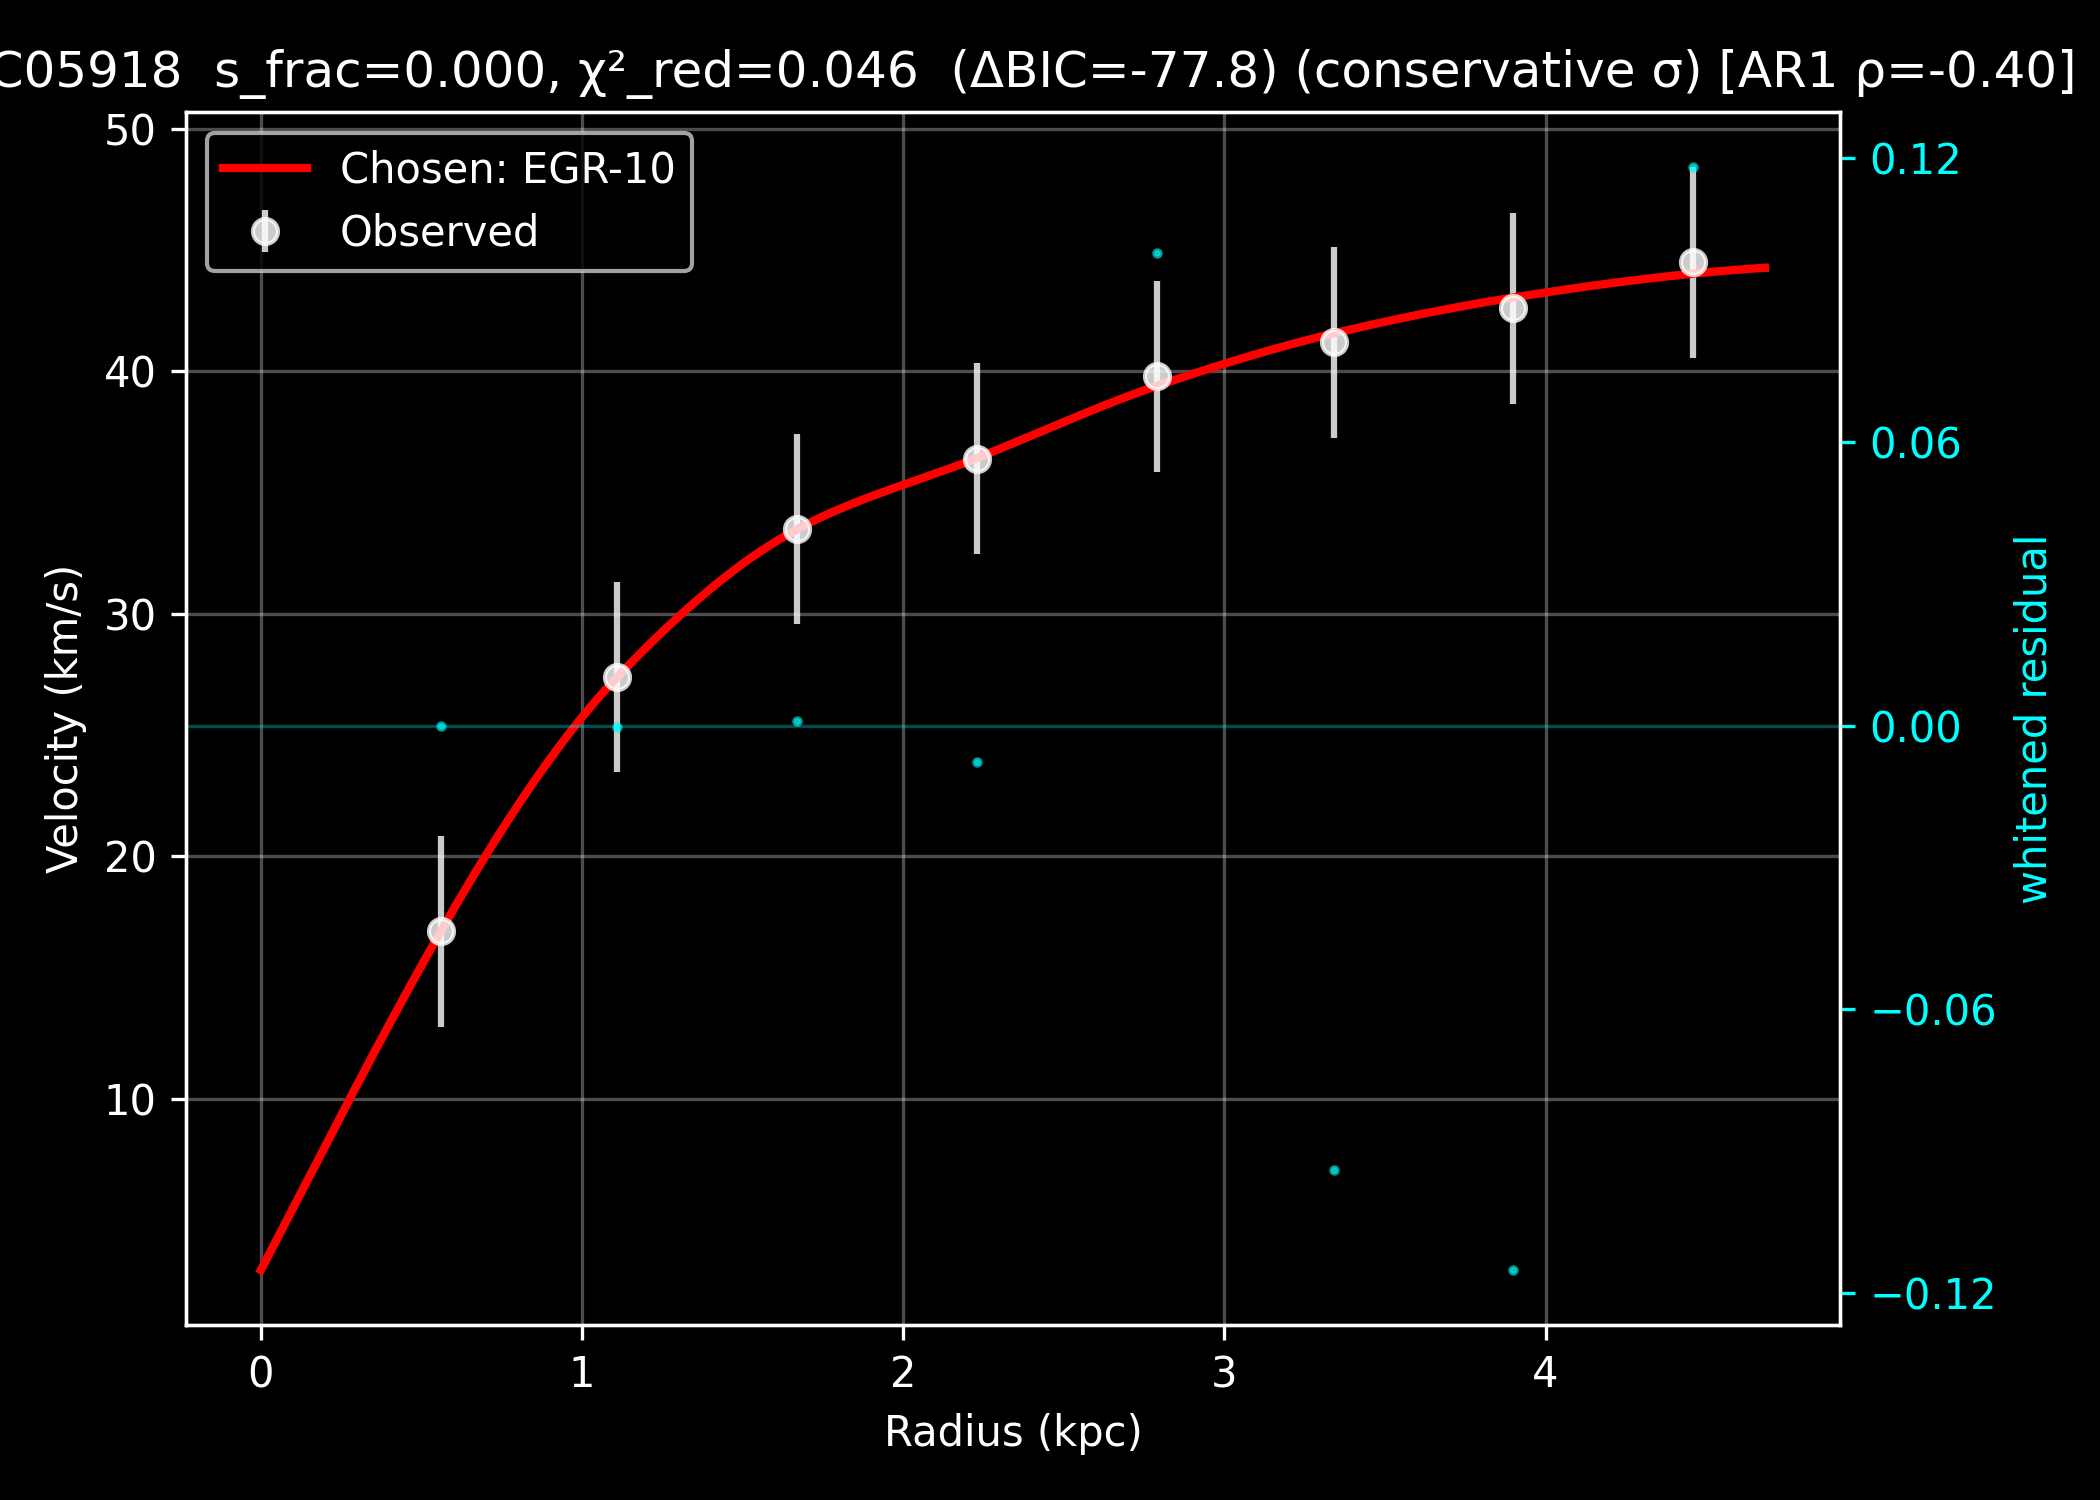 C05918 s_frac=0.000, χ²_red=0.046 (ΔBIC=-77.8) (conservative σ) [AR1 ρ=-0.40]
Chosen: EGR-10
Observed
50
40
30
20
10
Velocity (km/s)
0
1
2
3
4
Radius (kpc)
0.12
0.06
0.00
−0.06
−0.12
whitened residual